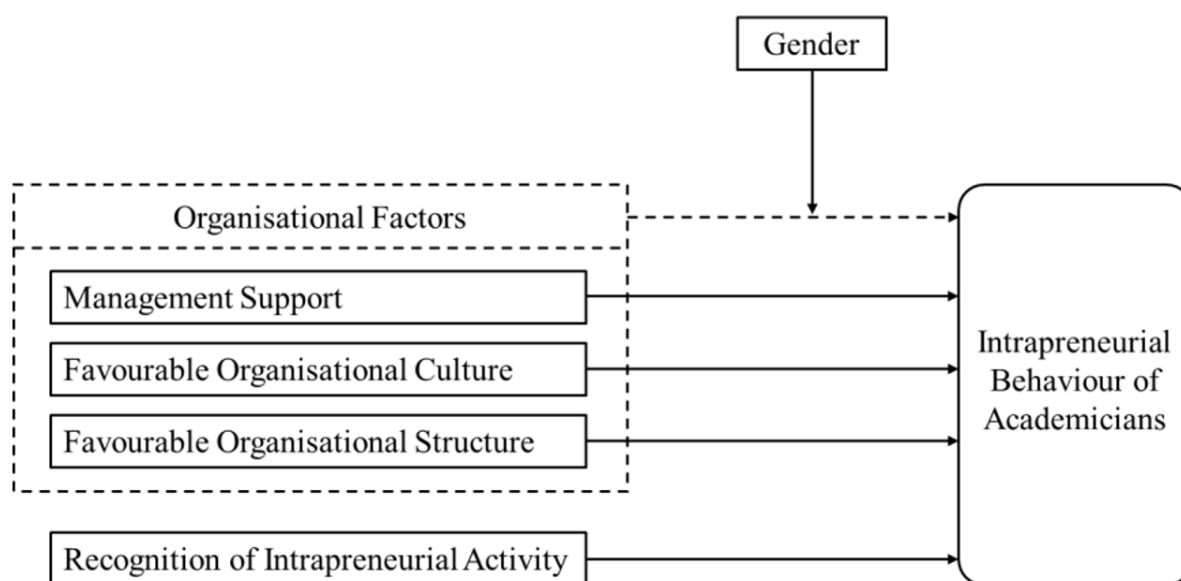 Gender
Organisational Factors
Management Support
Favourable Organisational Culture
Favourable Organisational Structure
Recognition of Intrapreneurial Activity
Intrapreneurial
Behaviour of
Academicians